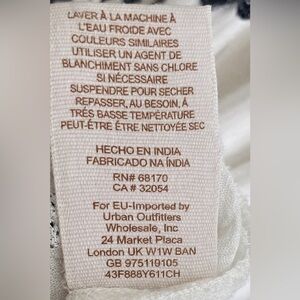 LAVER À LA MACHINE À
L'EAU FROIDE AVEC
COULEURS SIMILAIRES
UTILISER UN AGENT DE
BLANCHIMENT SANS CHLORE
SI NÉCESSAIRE
SUSPENDRE POUR SECHER
REPASSER, AU BESOIN, À
TRÈS BASSE TEMPÉRATURE
PEUT-ÊTRE ÊTRE NETTOYÉE SEC
HECHO EN INDIA
FABRICADO NA ÍNDIA
RN# 68170
CA # 32054
For EU-Imported by
Urban Outfitters
Wholesale, Inc
24 Market Placa
London UK W1W BAN
GB 975119105
43F888Y611CH